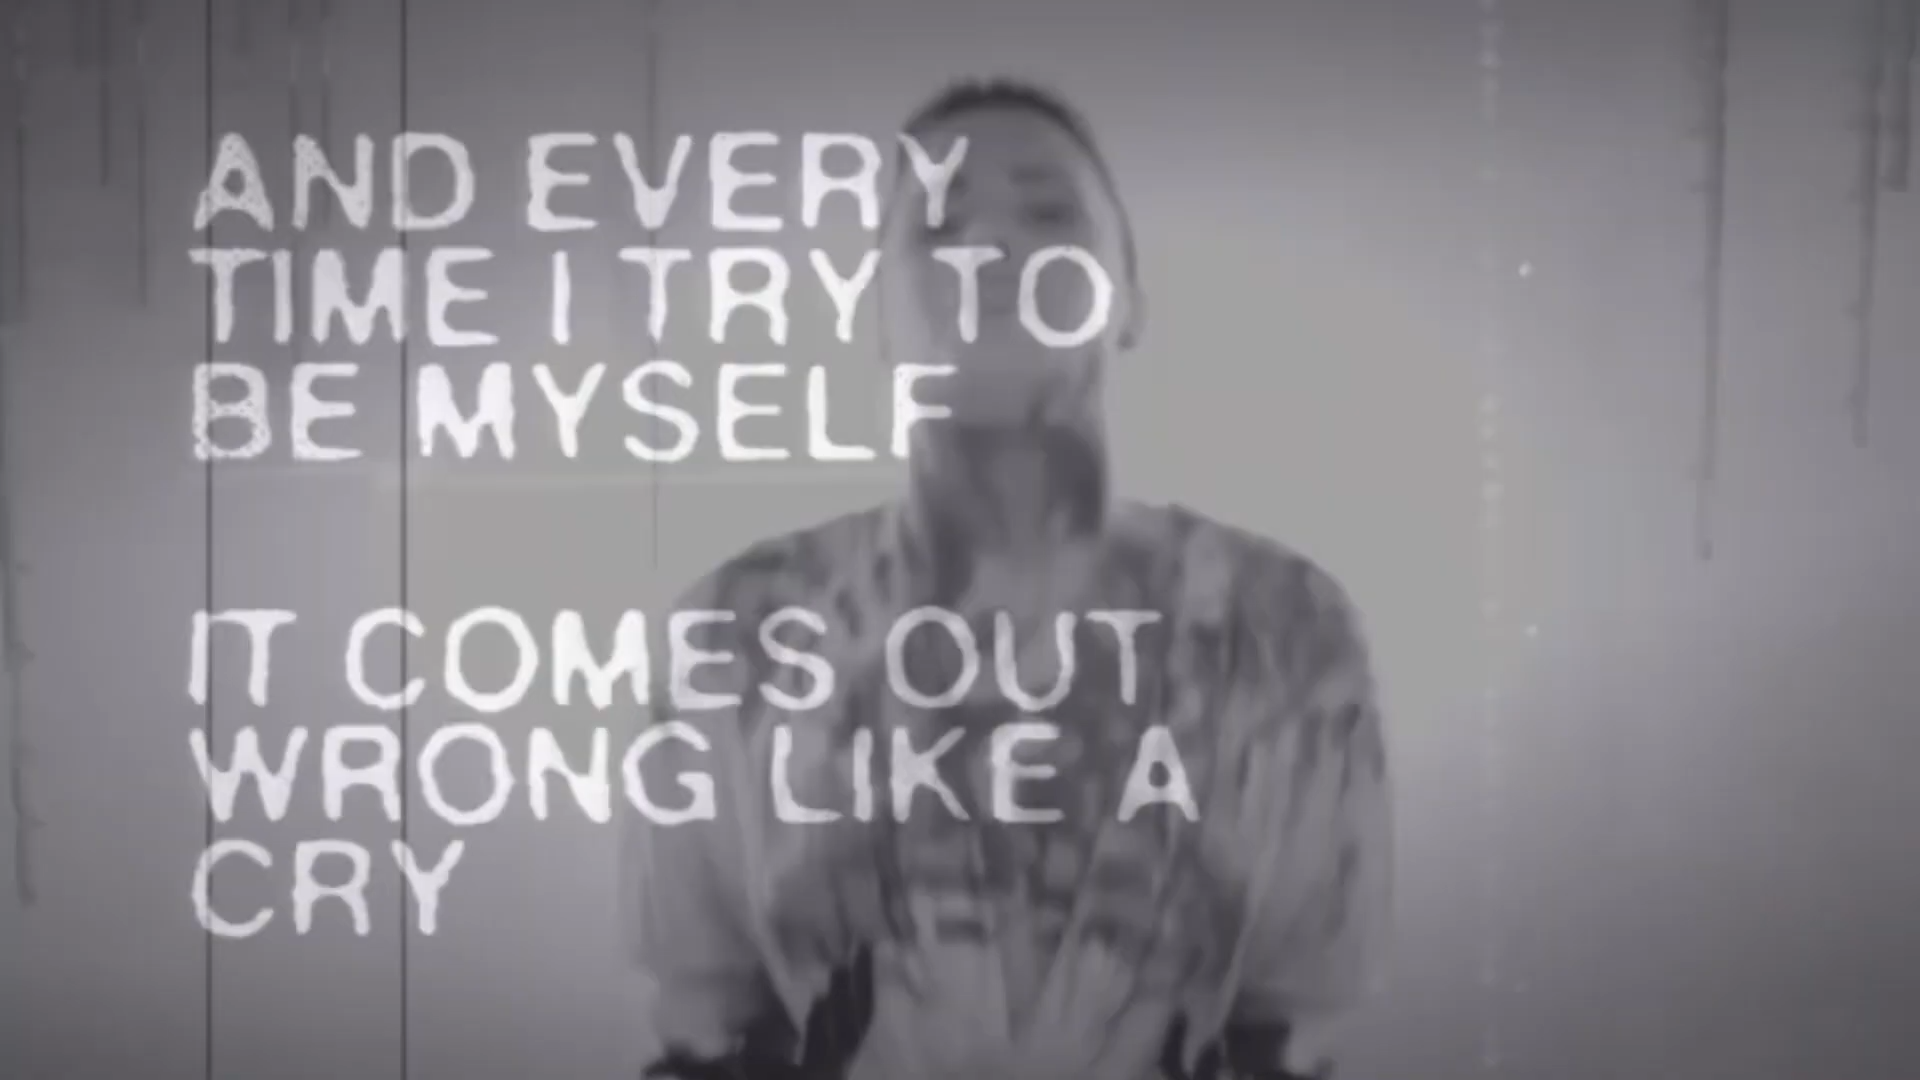 AND EVERY
TIME I TRY TO
BE MYSELF
IT COMES OUT
WRONG LIKE A
CRY